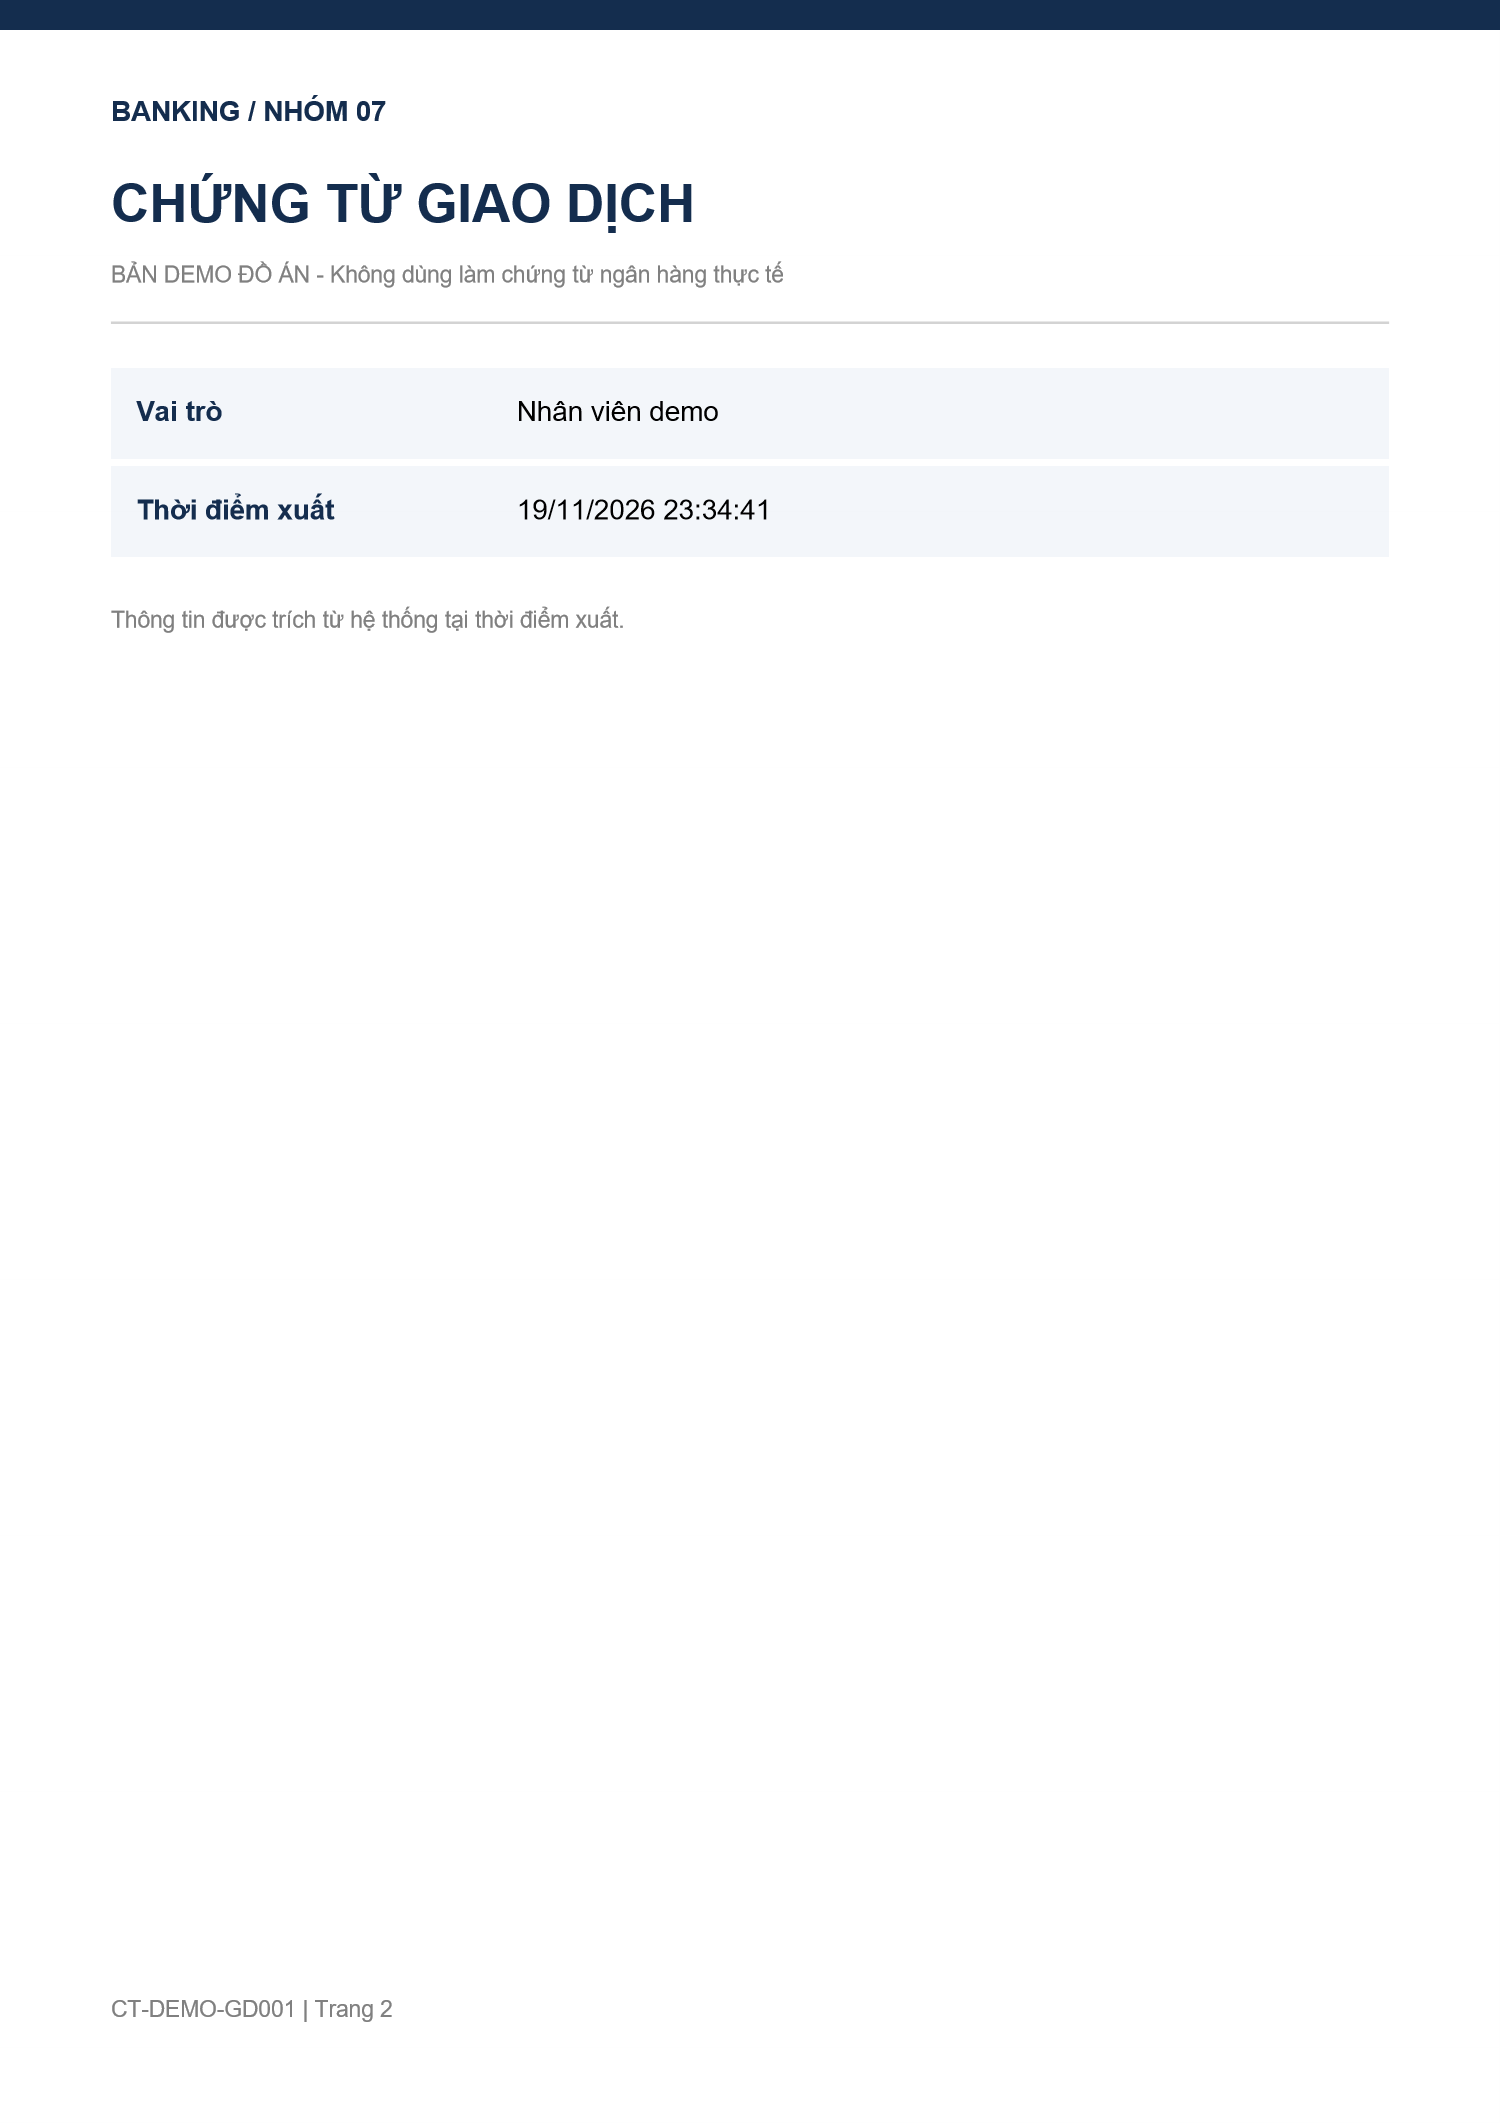 BANKING / NHÓM 07
CHỨNG TỪ GIAO DỊCH
BẢN DEMO ĐỒ ÁN - Không dùng làm chứng từ ngân hàng thực tế
Vai trò Nhân viên demo
Thời điểm xuất 19/11/2026 23:34:41
Thông tin được trích từ hệ thống tại thời điểm xuất.
CT-DEMO-GD001 | Trang 2